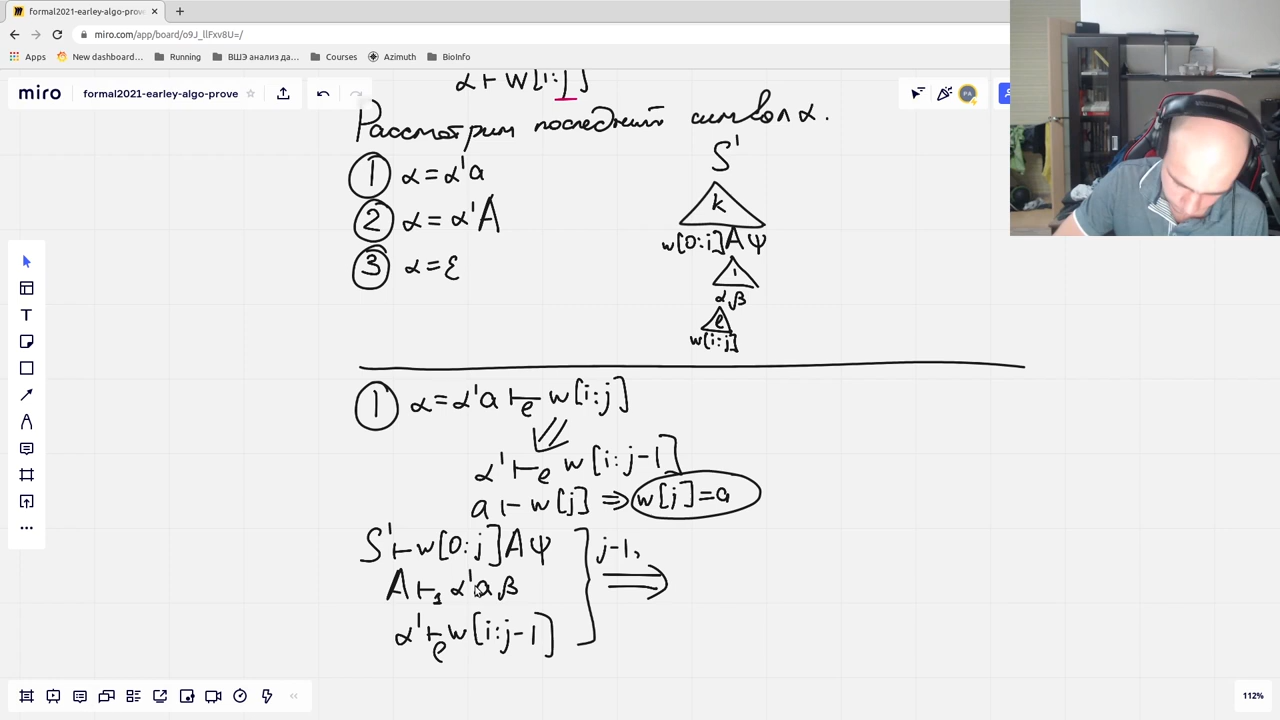 formal2021-earley-algo-prove
miro.com/app/board/o9J_llFxv8U=/
Apps New dashboard... Running ВШЭ анализ да... Courses Azimuth BioInfo
miro formal2021-earley-algo-prove
PA
α ⊢ w[i:j]
Рассмотрим последний символ α.
① α = α'a
② α = α'A
③ α = ε
S'
k
w[0:i]Aψ
1
αβ
e
w[i:j]
① α = α'a ⊢e w[i:j]
⇓
α' ⊢e w[i:j-1]
a ⊢ w[j] ⇒ w[j]=a
S' ⊢ w[0:j]Aψ
A ⊢1 α'aβ
α' ⊢e w[i:j-1]
] j-1, ⇒
112%